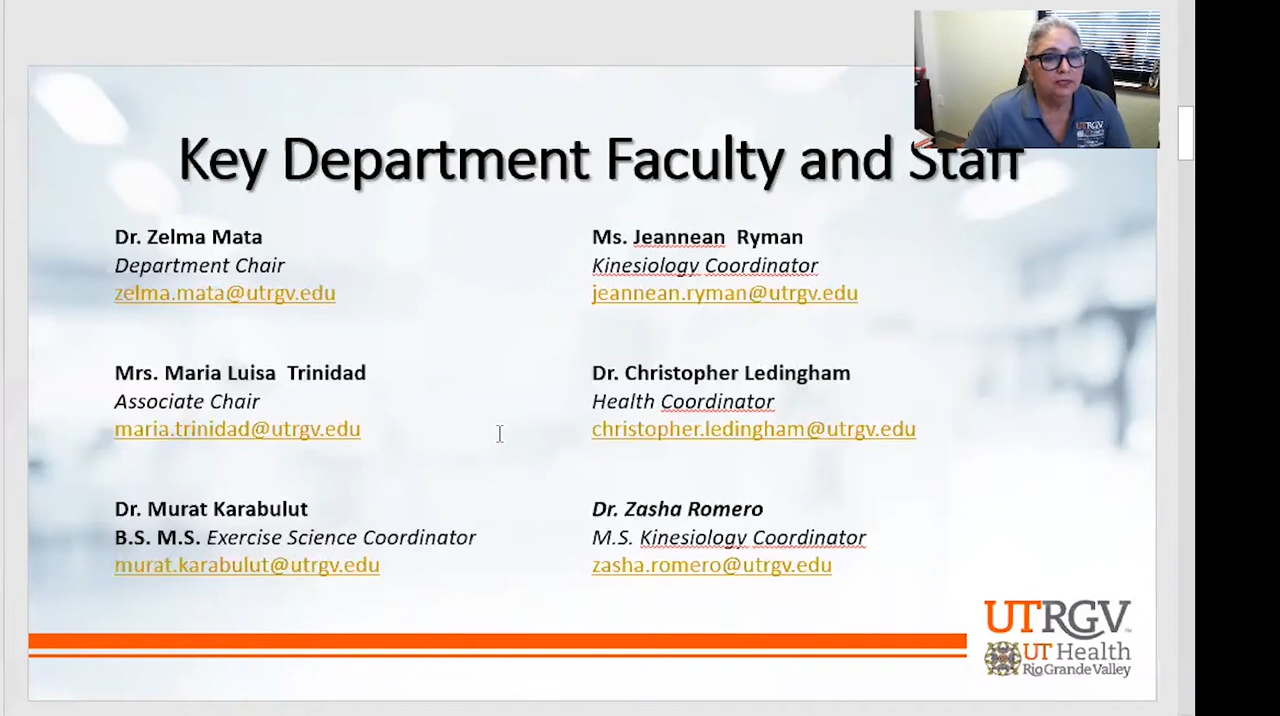 Key Department Faculty and Staff
Dr. Zelma Mata
Department Chair
zelma.mata@utrgv.edu
Ms. Jeannean  Ryman
Kinesiology Coordinator
jeannean.ryman@utrgv.edu
Mrs. Maria Luisa  Trinidad
Associate Chair
maria.trinidad@utrgv.edu
Dr. Christopher Ledingham
Health Coordinator
christopher.ledingham@utrgv.edu
Dr. Murat Karabulut
B.S. M.S. Exercise Science Coordinator
murat.karabulut@utrgv.edu
Dr. Zasha Romero
M.S. Kinesiology Coordinator
zasha.romero@utrgv.edu
UTRGV
UT Health
Rio Grande Valley
UTRGV
UT Health